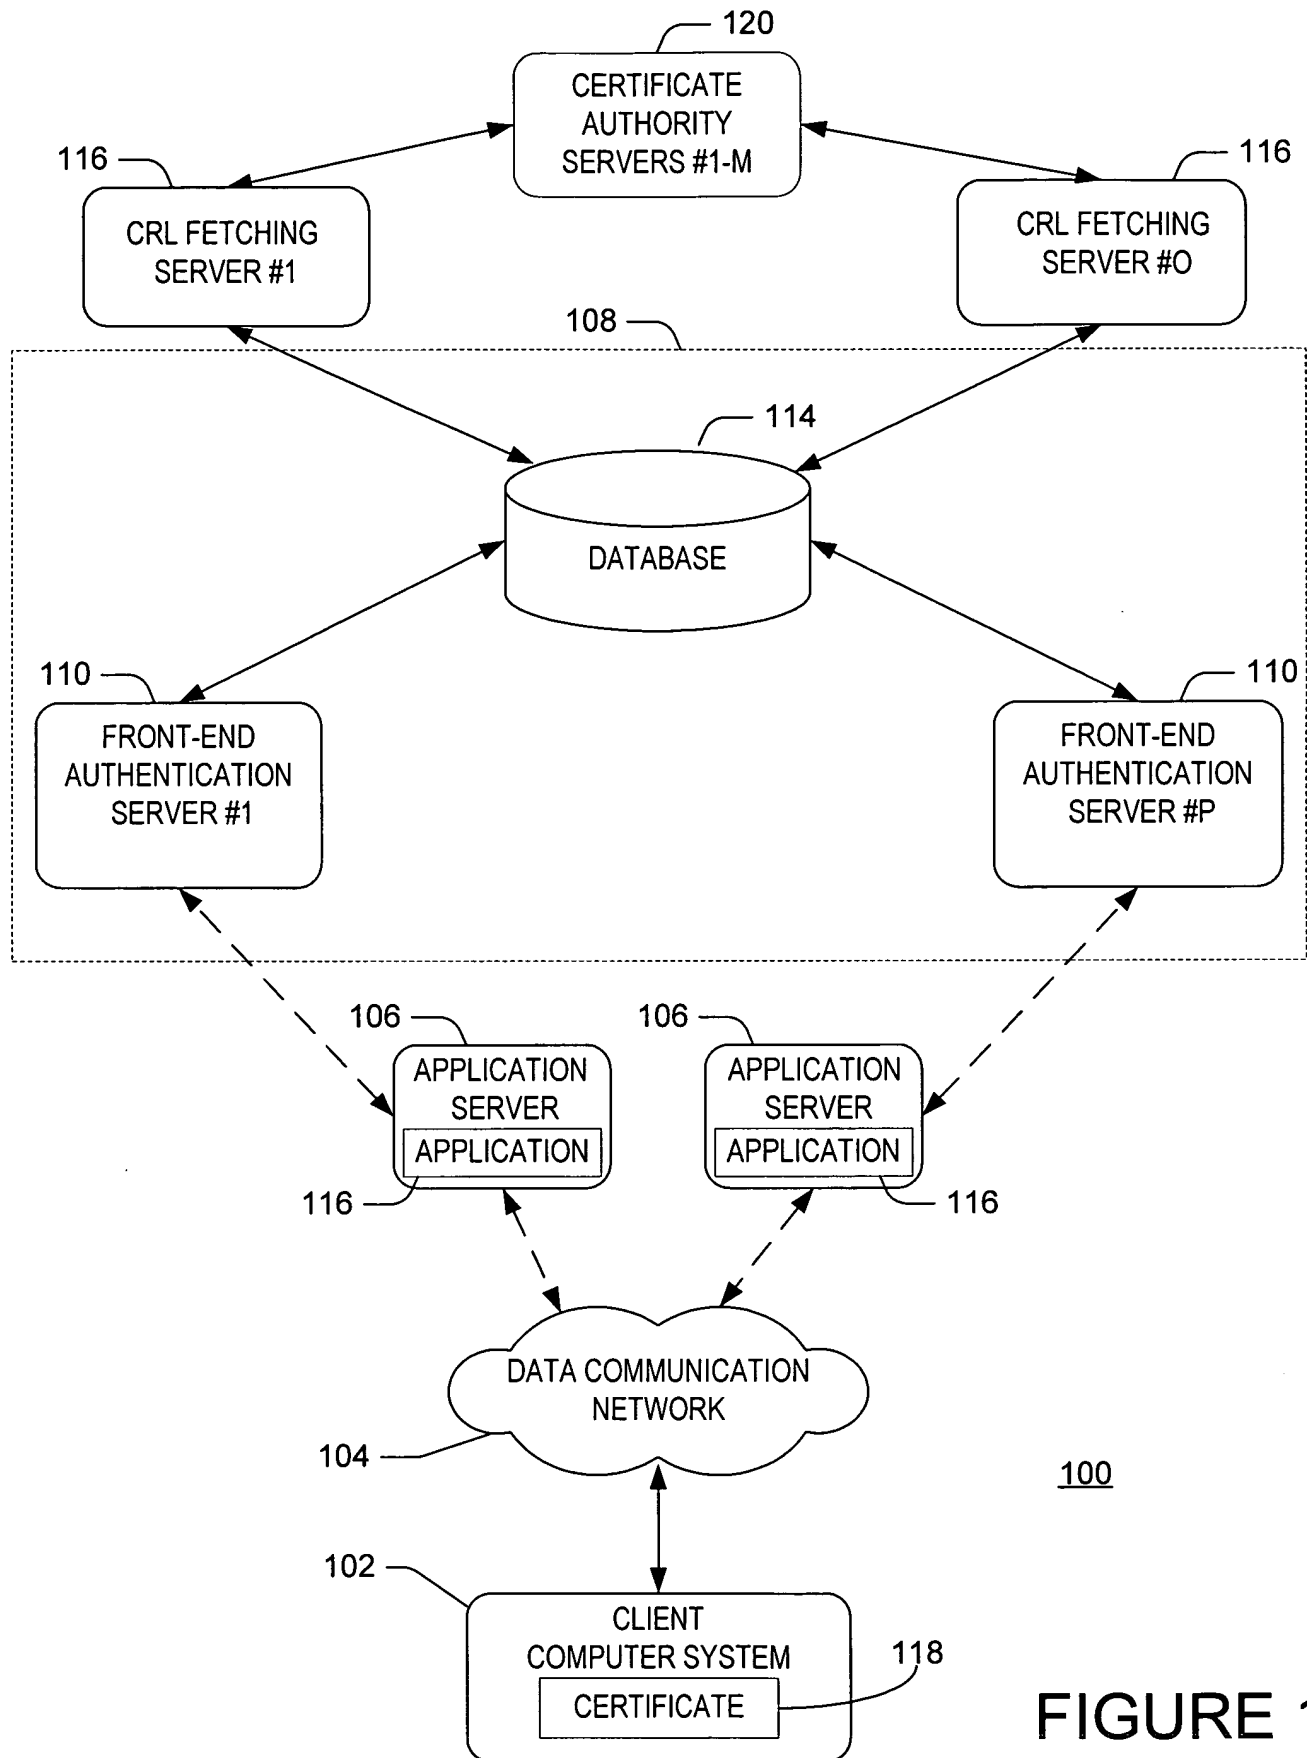 120
CERTIFICATE
AUTHORITY
SERVERS #1-M
116
CRL FETCHING
SERVER #1
116
CRL FETCHING
SERVER #O
108
114
DATABASE
110
FRONT-END
AUTHENTICATION
SERVER #1
110
FRONT-END
AUTHENTICATION
SERVER #P
106
APPLICATION
SERVER
APPLICATION
116
106
APPLICATION
SERVER
APPLICATION
116
DATA COMMUNICATION
NETWORK
104
100
102
CLIENT
COMPUTER SYSTEM
118
CERTIFICATE
FIGURE 1